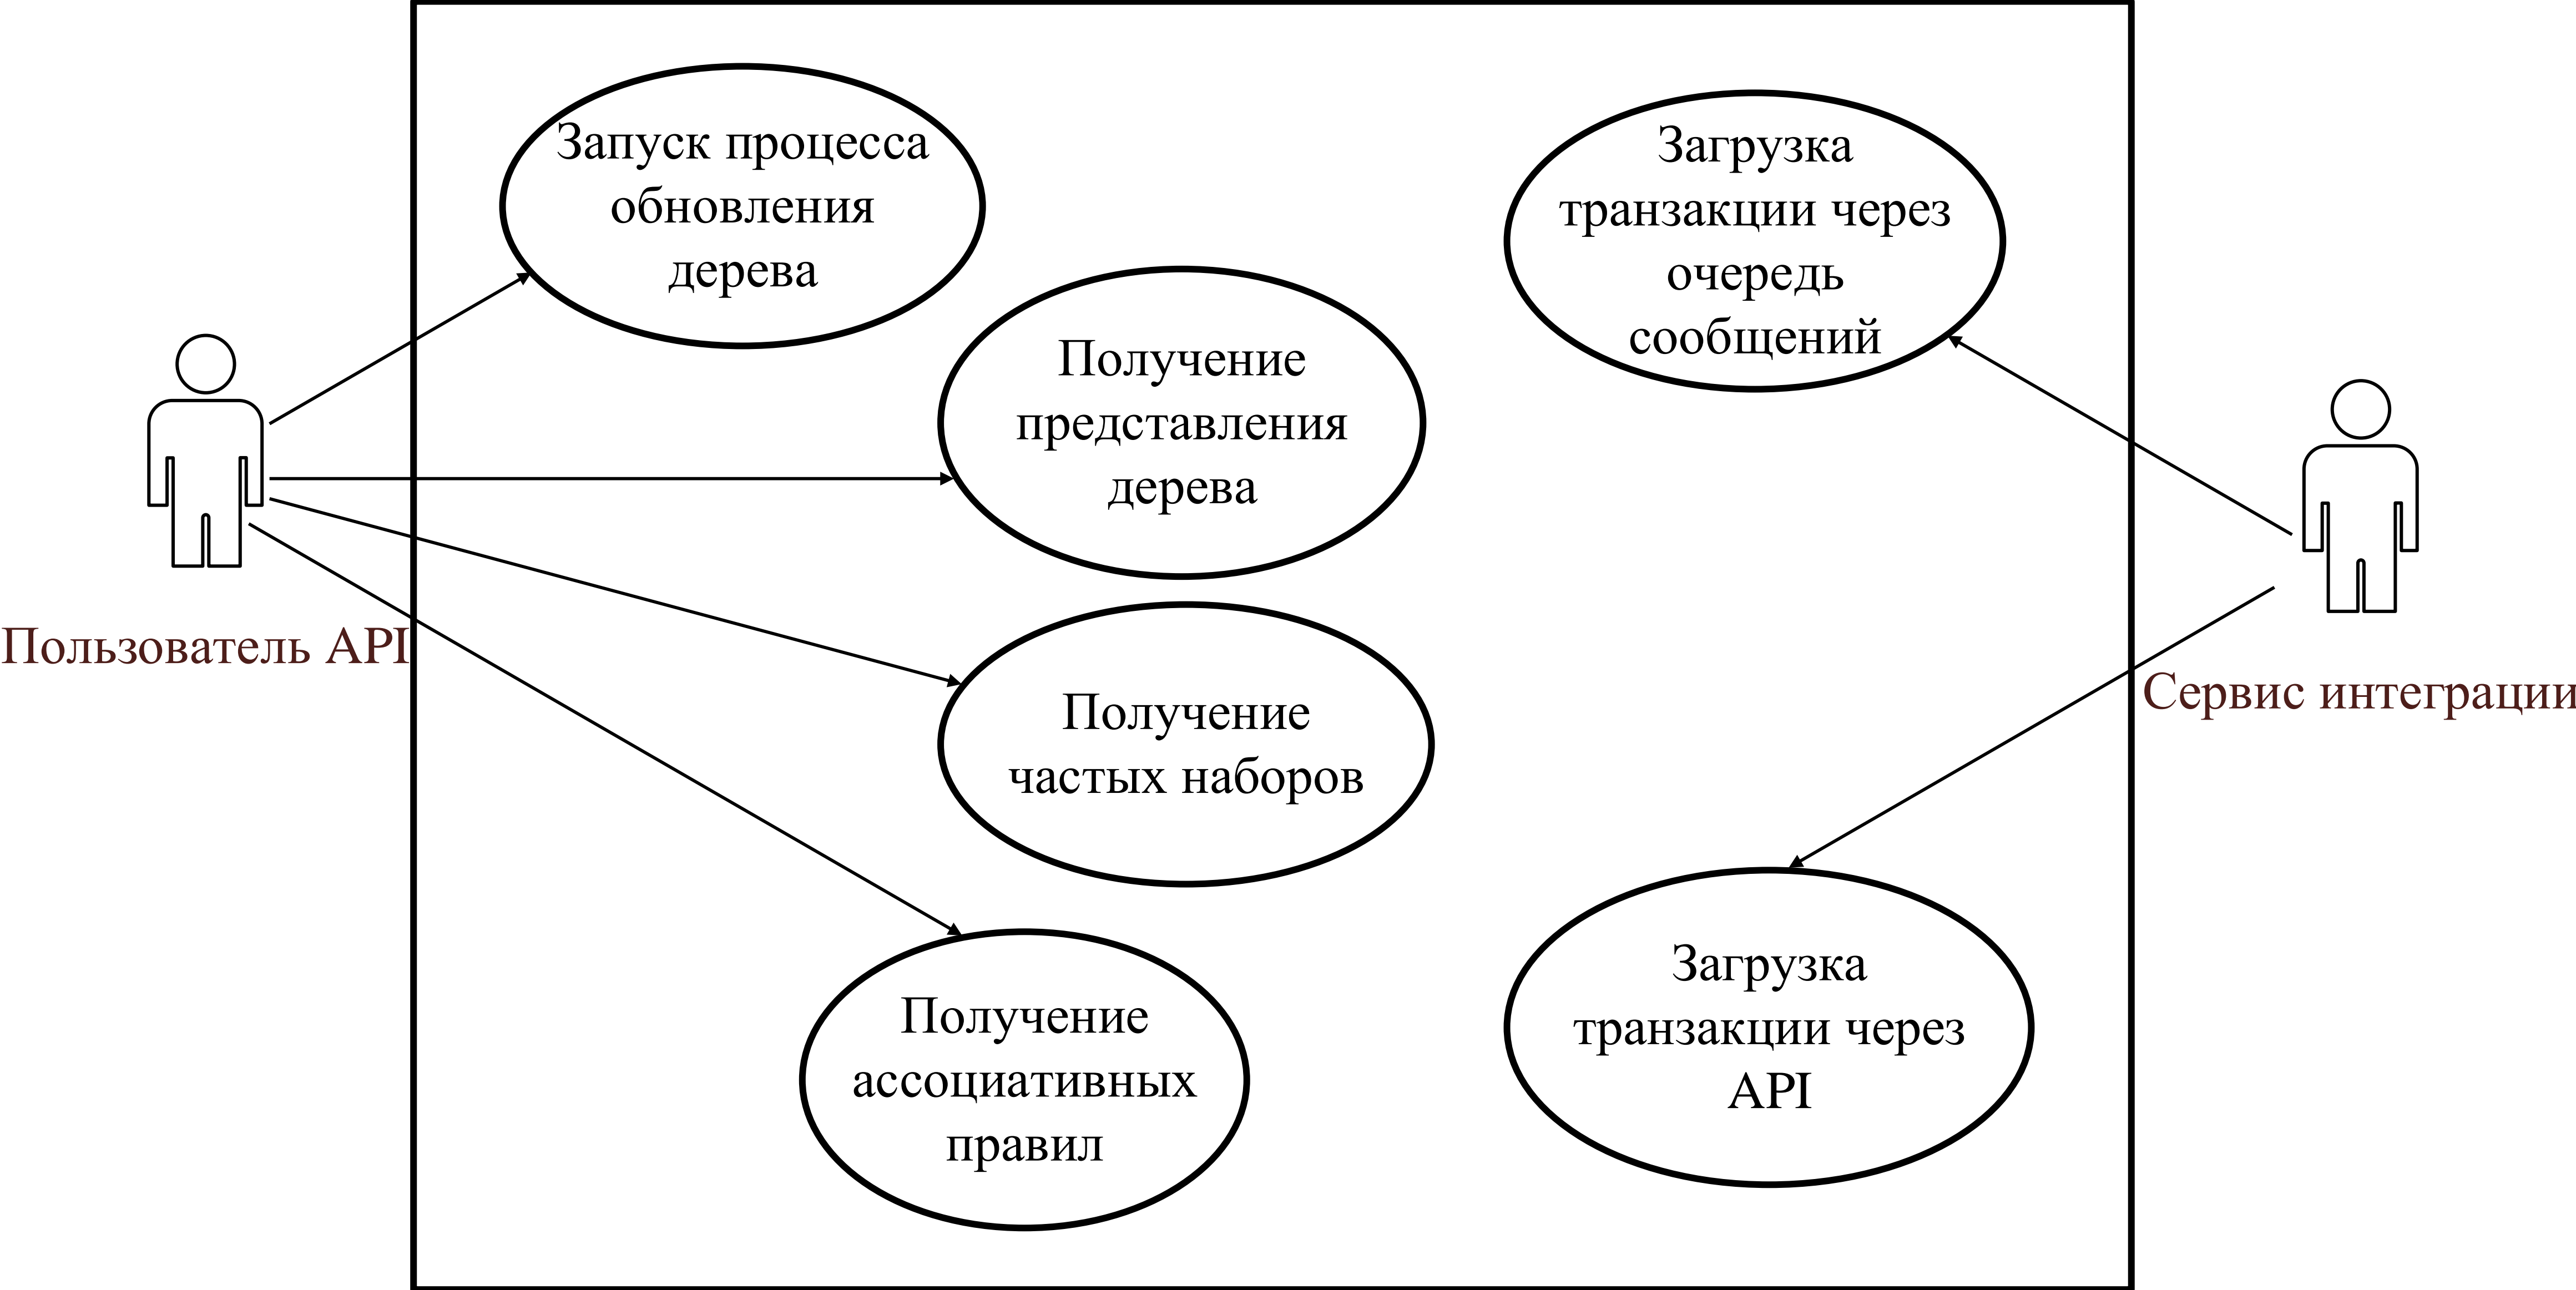 Запуск процесса
обновления
дерева
Загрузка
транзакции через
очередь
сообщений
Получение
представления
дерева
Пользователь API
Сервис интеграции
Получение
частых наборов
Получение
ассоциативных
правил
Загрузка
транзакции через
API